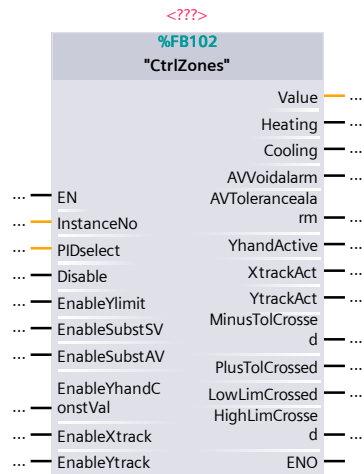 <???>
%FB102
"CtrlZones"
Value ...
Heating ...
Cooling ...
AVVoidalarm ...
... EN
AVTolerancealа
rm ...
... InstanceNo
... PIDselect
YhandActive ...
... Disable
XtrackAct ...
... EnableYlimit
YtrackAct ...
... EnableSubstSV
MinusTolCrosse
d ...
... EnableSubstAV
PlusTolCrossed ...
EnableYhandC
... onstVal
LowLimCrossed ...
HighLimCrosse
d ...
... EnableXtrack
... EnableYtrack
ENO ...